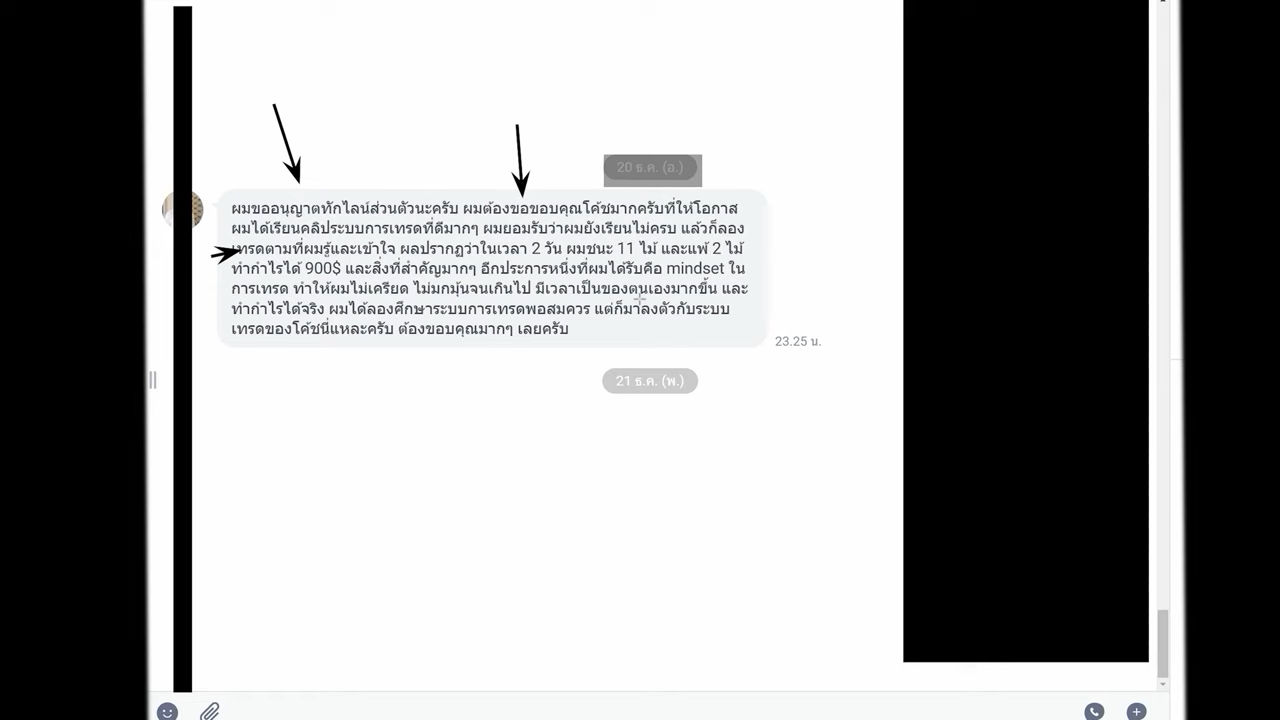 20 ธ.ค. (อ.)
ผมขออนุญาตทักไลน์ส่วนตัวนะครับ ผมต้องขอขอบคุณโค้ชมากครับที่ให้โอกาส
ผมได้เรียนคลิประบบการเทรดที่ดีมากๆ ผมยอมรับว่าผมยังเรียนไม่ครบ แล้วก็ลอง
เทรดตามที่ผมรู้และเข้าใจ ผลปรากฏว่าในเวลา 2 วัน ผมชนะ 11 ไม้ และแพ้ 2 ไม้
ทำกำไรได้ 900$ และสิ่งที่สำคัญมากๆ อีกประการหนึ่งที่ผมได้รับคือ mindset ใน
การเทรด ทำให้ผมไม่เครียด ไม่มกมุ้นจนเกินไป มีเวลาเป็นของตนเองมากขึ้น และ
ทำกำไรได้จริง ผมได้ลองศึกษาระบบการเทรดพอสมควร แต่ก็มาลงตัวกับระบบ
เทรดของโค้ชนี่แหละครับ ต้องขอบคุณมากๆ เลยครับ
23.25 น.
21 ธ.ค. (พ.)